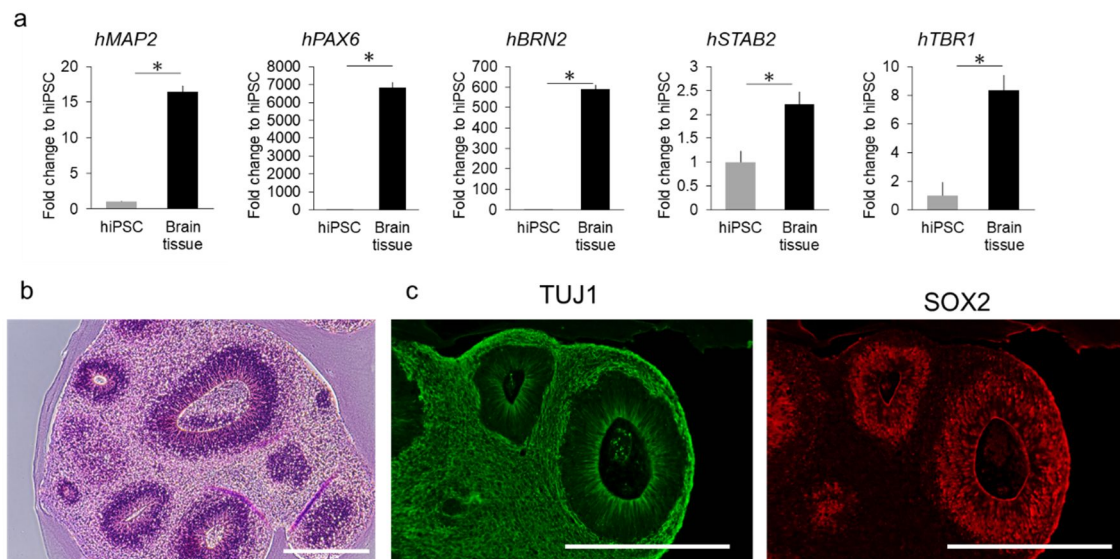 a
hMAP2
hPAX6
hBRN2
hSTAB2
hTBR1
Fold change to hiPSC
20
15
10
5
0
*
hiPSC
Brain
tissue
Fold change to hiPSC
8000
7000
6000
5000
4000
3000
2000
1000
0
*
hiPSC
Brain
tissue
Fold change to hiPSC
700
600
500
400
300
200
100
0
*
hiPSC
Brain
tissue
Fold change to hiPSC
3
2.5
2
1.5
1
0.5
0
*
hiPSC
Brain
tissue
Fold change to hiPSC
10
8
6
4
2
0
*
hiPSC
Brain
tissue
b
c
TUJ1
SOX2